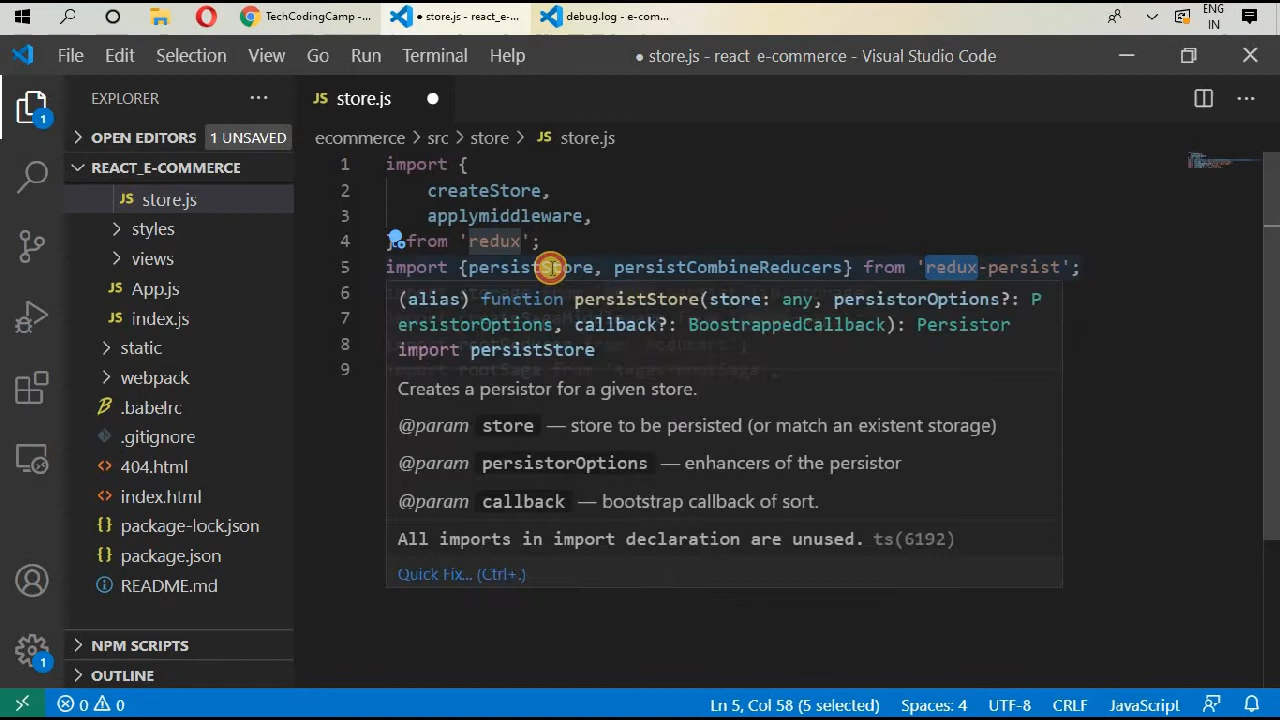 TechCodingCamp - ...
store.js - react_e-...
debug.log - e-com...
ENG
IN
File Edit Selection View Go Run Terminal Help
● store.js - react_e-commerce - Visual Studio Code
EXPLORER
JS store.js
OPEN EDITORS 1 UNSAVED
ecommerce > src > store > JS store.js
REACT_E-COMMERCE
JS store.js
styles
views
JS App.js
JS index.js
static
webpack
.babelrc
.gitignore
404.html
index.html
package-lock.json
package.json
README.md
NPM SCRIPTS
OUTLINE
1 import {
2 createStore,
3 applymiddleware,
4 } from 'redux';
5 import {persistStore, persistCombineReducers} from 'redux-persist';
6
7
8
9
(alias) function persistStore(store: any, persistorOptions?: P
ersistorOptions, callback?: BoostrappedCallback): Persistor
import persistStore
Creates a persistor for a given store.
@param store — store to be persisted (or match an existent storage)
@param persistorOptions — enhancers of the persistor
@param callback — bootstrap callback of sort.
All imports in import declaration are unused. ts(6192)
Quick Fix... (Ctrl+.)
1
1
0 0
Ln 5, Col 58 (5 selected) Spaces: 4 UTF-8 CRLF JavaScript